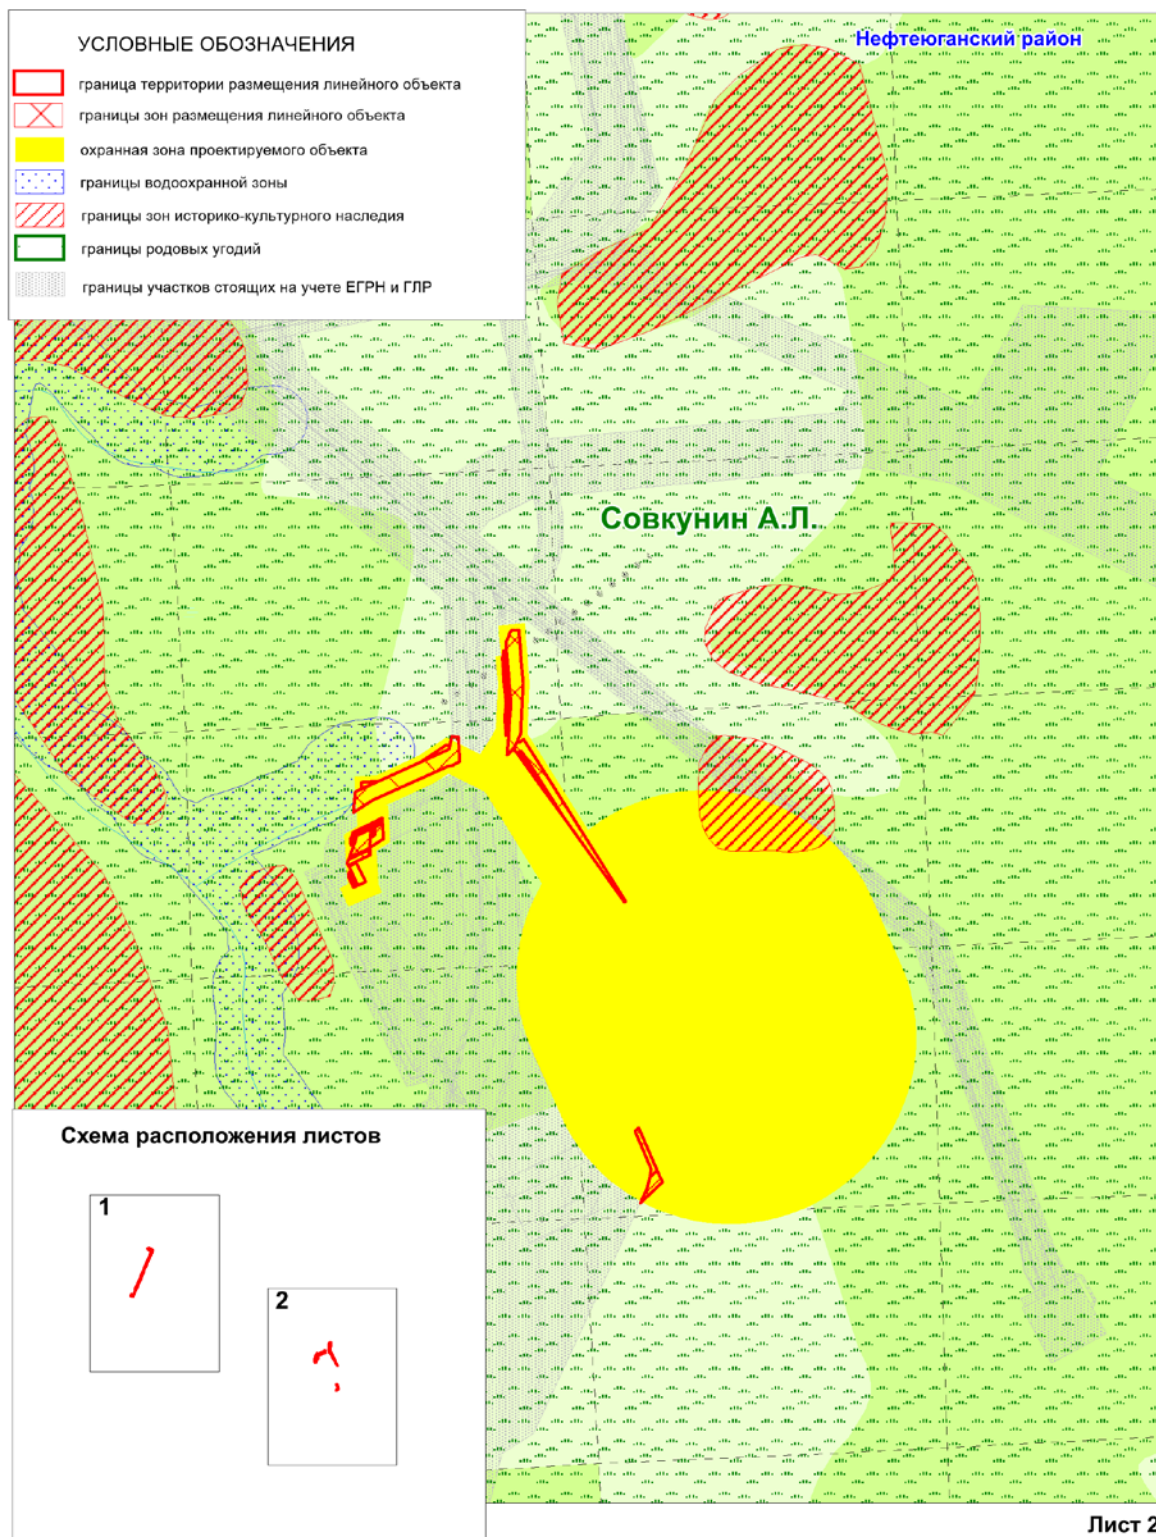 УСЛОВНЫЕ ОБОЗНАЧЕНИЯ
граница территории размещения линейного объекта
границы зон размещения линейного объекта
охранная зона проектируемого объекта
границы водоохранной зоны
границы зон историко-культурного наследия
границы родовых угодий
границы участков стоящих на учете ЕГРН и ГЛР
Нефтеюганский район
Совкунин А.Л.
Схема расположения листов
1
2
Лист 2